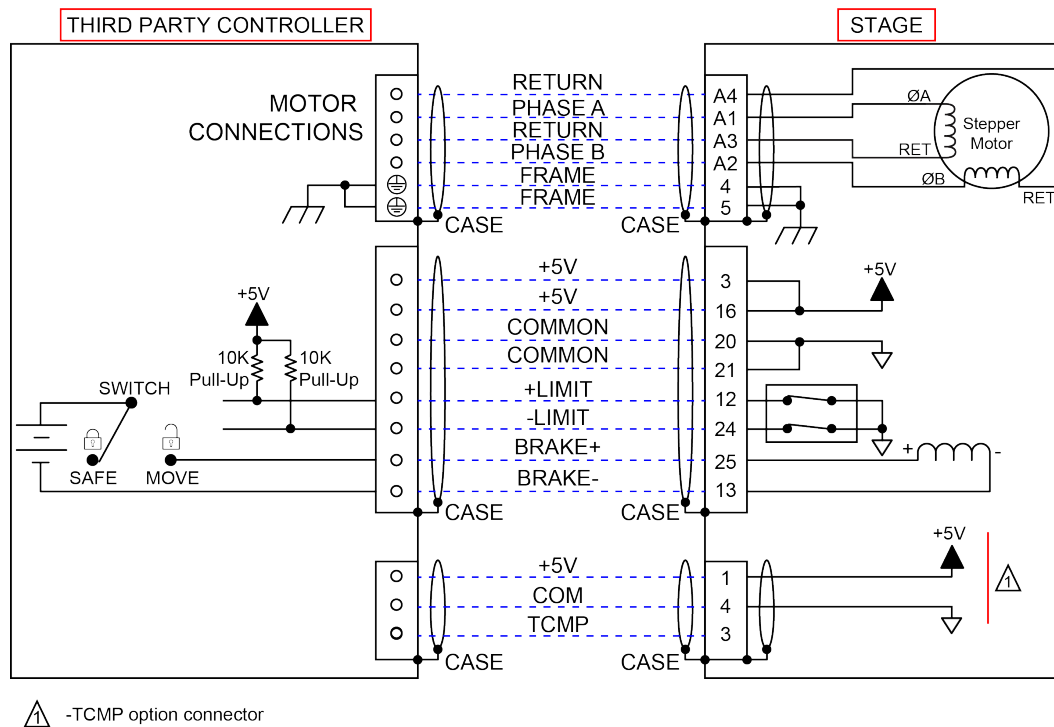 THIRD PARTY CONTROLLER
STAGE
MOTOR
CONNECTIONS
RETURN
PHASE A
RETURN
PHASE B
FRAME
FRAME
CASE
CASE
A4
A1
A3
A2
4
5
ØA
RET
ØB
RET
Stepper
Motor
+5V
10K
Pull-Up
10K
Pull-Up
SWITCH
SAFE
MOVE
+5V
+5V
COMMON
COMMON
+LIMIT
-LIMIT
BRAKE+
BRAKE-
CASE
CASE
3
16
20
21
12
24
25
13
+5V
+
-
+5V
COM
TCMP
CASE
CASE
1
4
3
+5V
1
1 -TCMP option connector